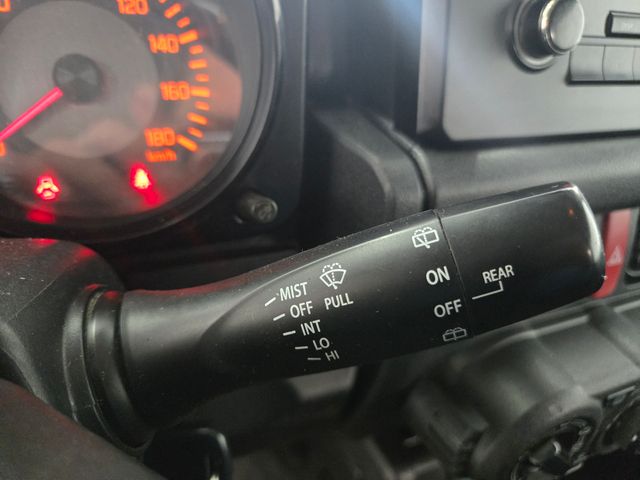 120
140
160
180
km/h
MIST
OFF PULL
INT
LO
HI
ON
OFF
REAR